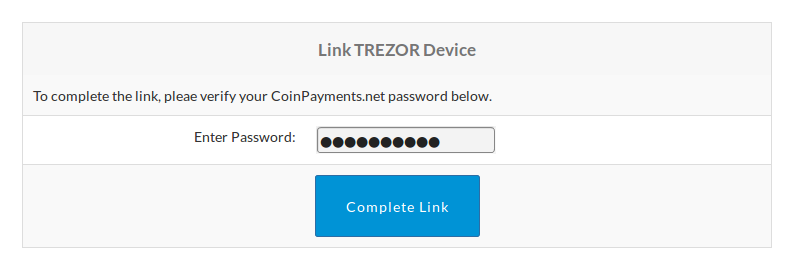 Link TREZOR Device
To complete the link, pleae verify your CoinPayments.net password below.
Enter Password: ●●●●●●●●●●
Complete Link